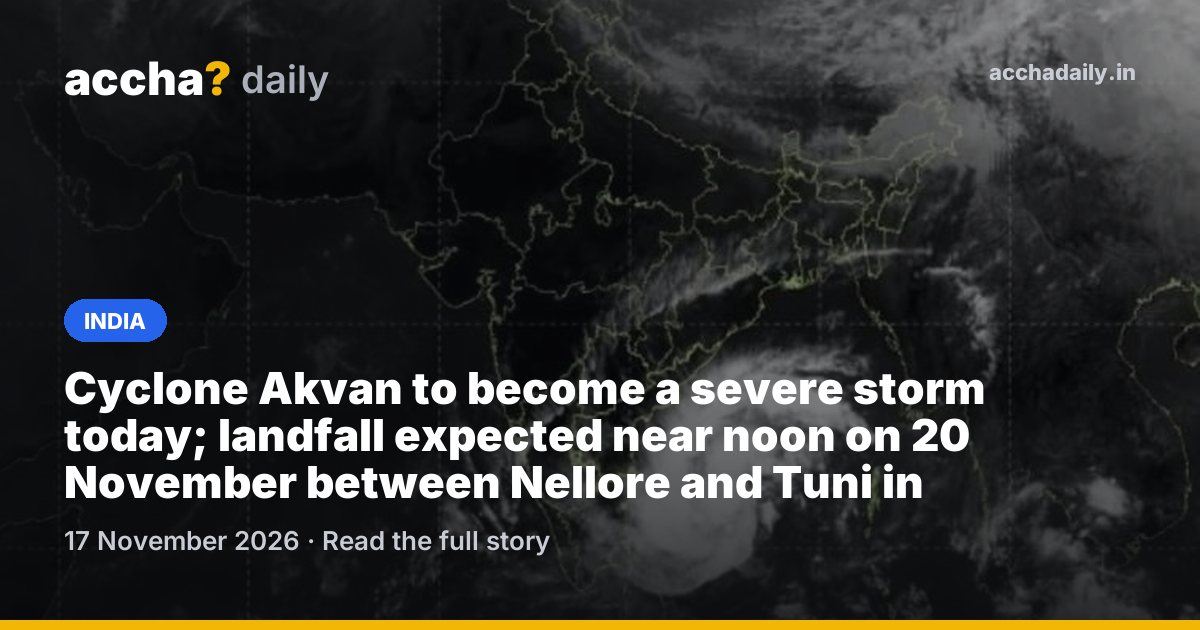 accha? daily
acchadaily.in
INDIA
Cyclone Akvan to become a severe storm
today; landfall expected near noon on 20
November between Nellore and Tuni in
17 November 2026 · Read the full story